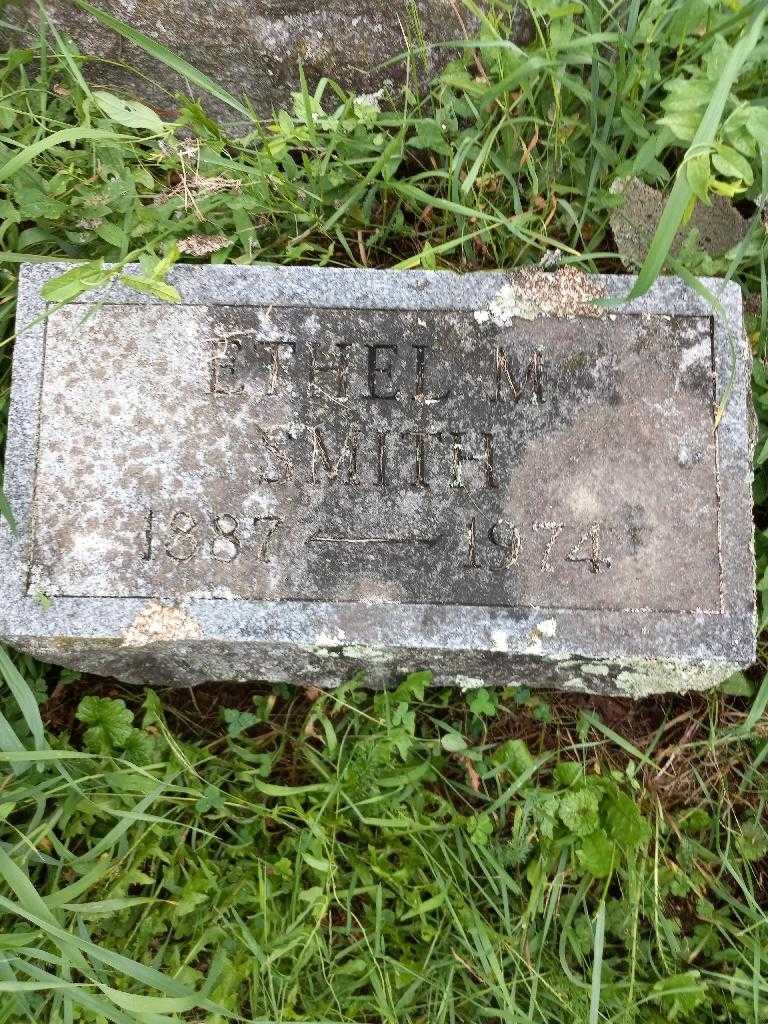 ETHEL M
SMITH
1887 — 1974